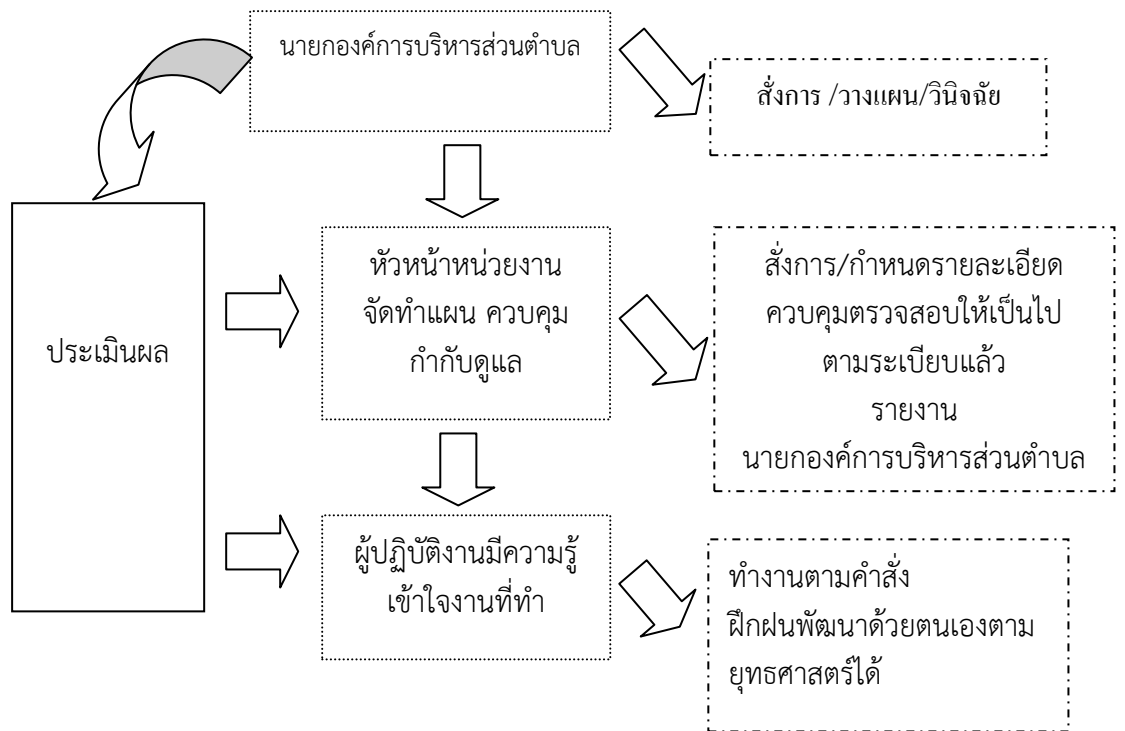 นายกองค์การบริหารส่วนตำบล
สั่งการ /วางแผน/วินิจฉัย
ประเมินผล
หัวหน้าหน่วยงาน
จัดทำแผน ควบคุม
กำกับดูแล
สั่งการ/กำหนดรายละเอียด
ควบคุมตรวจสอบให้เป็นไป
ตามระเบียบแล้ว
รายงาน
นายกองค์การบริหารส่วนตำบล
ผู้ปฏิบัติงานมีความรู้
เข้าใจงานที่ทำ
ทำงานตามคำสั่ง
ฝึกฝนพัฒนาด้วยตนเองตาม
ยุทธศาสตร์ได้